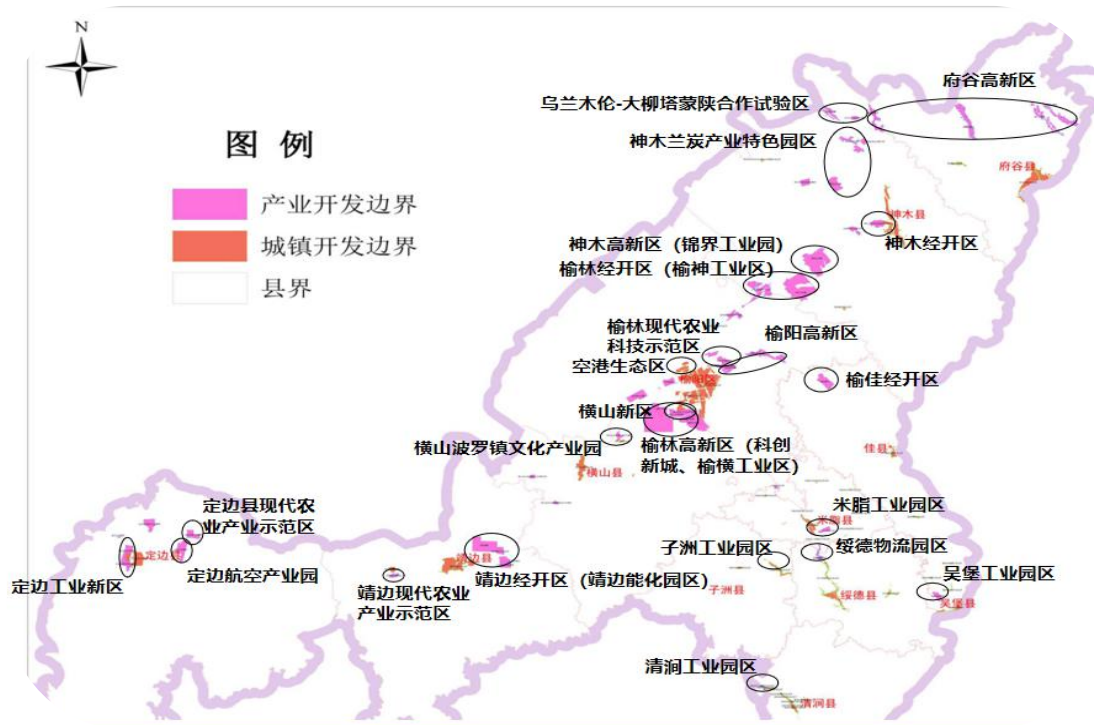 N
图 例
产业开发边界
城镇开发边界
县界
府谷高新区
乌兰木伦-大柳塔蒙陕合作试验区
神木兰炭产业特色园区
府谷县
神木县
神木经开区
神木高新区（锦界工业园）
榆林经开区（榆神工业区）
榆林现代农业
科技示范区
榆阳高新区
空港生态区
榆佳经开区
横山新区
横山波罗镇文化产业园
榆林高新区（科创
新城、榆横工业区）
佳县
横山县
定边县现代农
业产业示范区
米脂工业园区
米脂县
子洲工业园区
绥德物流园区
定边县
定边航空产业园
定边工业新区
靖边县
靖边经开区（靖边能化园区）
靖边现代农业
产业示范区
吴堡工业园区
子洲县
绥德县
吴堡县
清涧工业园区
清涧县